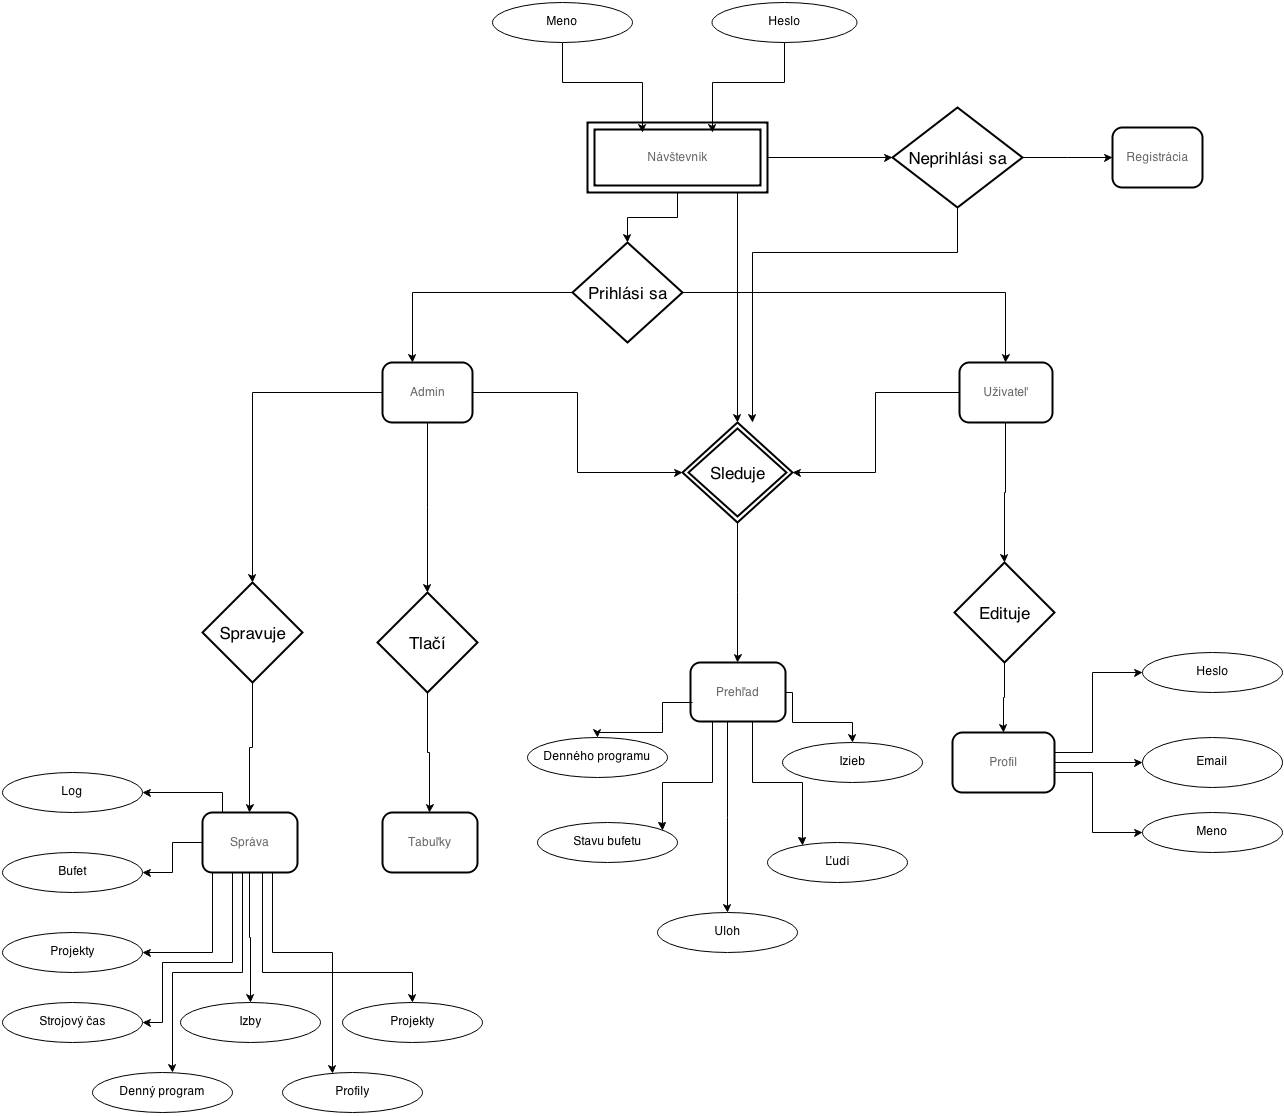 Meno
Heslo
Návštevník
Neprihlási sa
Registrácia
Prihlási sa
Admin
Užívateľ
Sleduje
Spravuje
Tlačí
Edituje
Prehľad
Heslo
Denného programu
Izieb
Profil
Email
Log
Meno
Správa
Tabuľky
Stavu bufetu
Ľudí
Bufet
Uloh
Projekty
Strojový čas
Izby
Projekty
Denný program
Profily